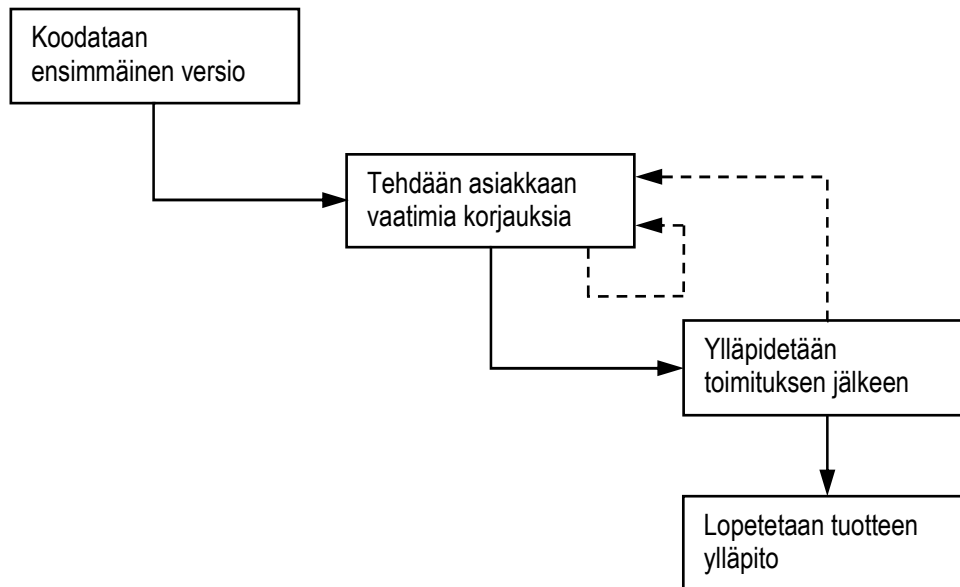 Koodataan
ensimmäinen versio
Tehdään asiakkaan
vaatimia korjauksia
Ylläpidetään
toimituksen jälkeen
Lopetetaan tuotteen
ylläpito